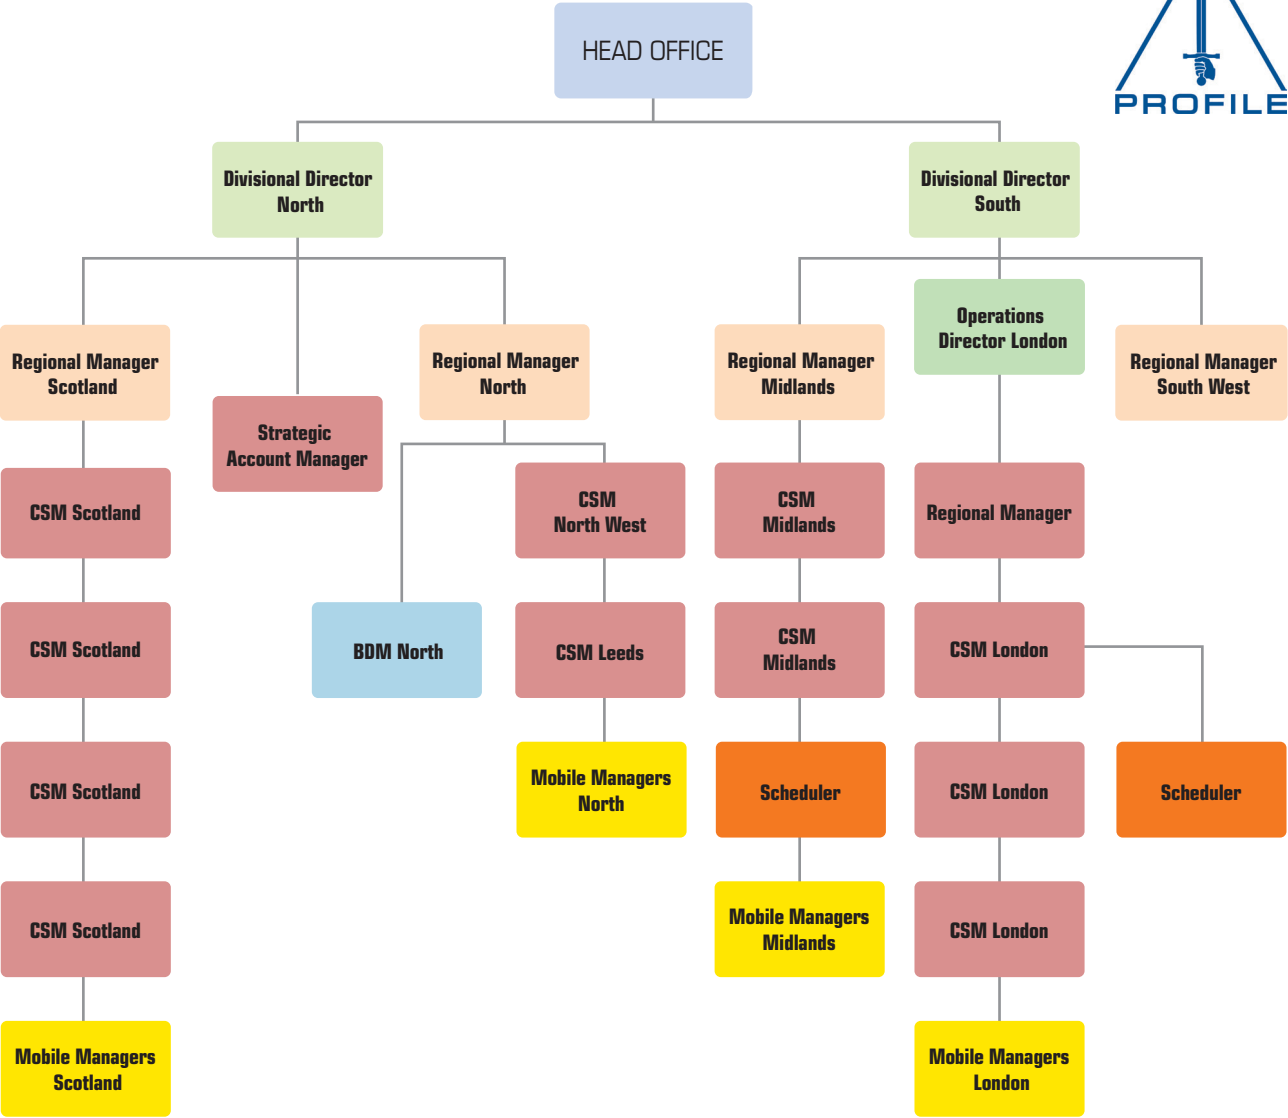 HEAD OFFICE
PROFILE
Divisional Director
North
Divisional Director
South
Regional Manager
Scotland
Strategic
Account Manager
Regional Manager
North
Regional Manager
Midlands
Operations
Director London
Regional Manager
South West
CSM Scotland
CSM
North West
CSM
Midlands
Regional Manager
CSM Scotland
BDM North
CSM Leeds
CSM
Midlands
CSM London
CSM Scotland
Mobile Managers
North
Scheduler
CSM London
Scheduler
CSM Scotland
Mobile Managers
Midlands
CSM London
Mobile Managers
Scotland
Mobile Managers
London